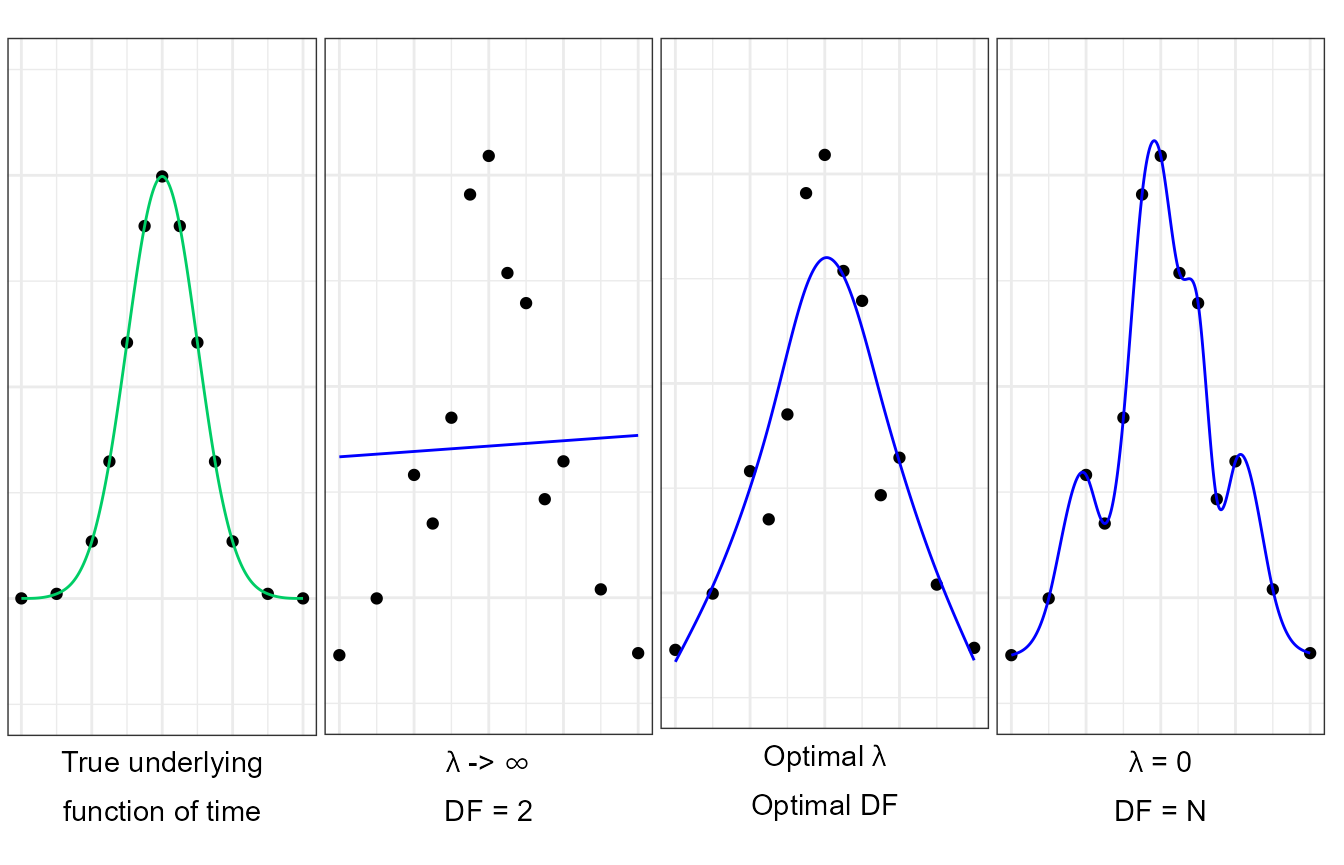 True underlying
function of time
λ -> ∞
DF = 2
Optimal λ
Optimal DF
λ = 0
DF = N